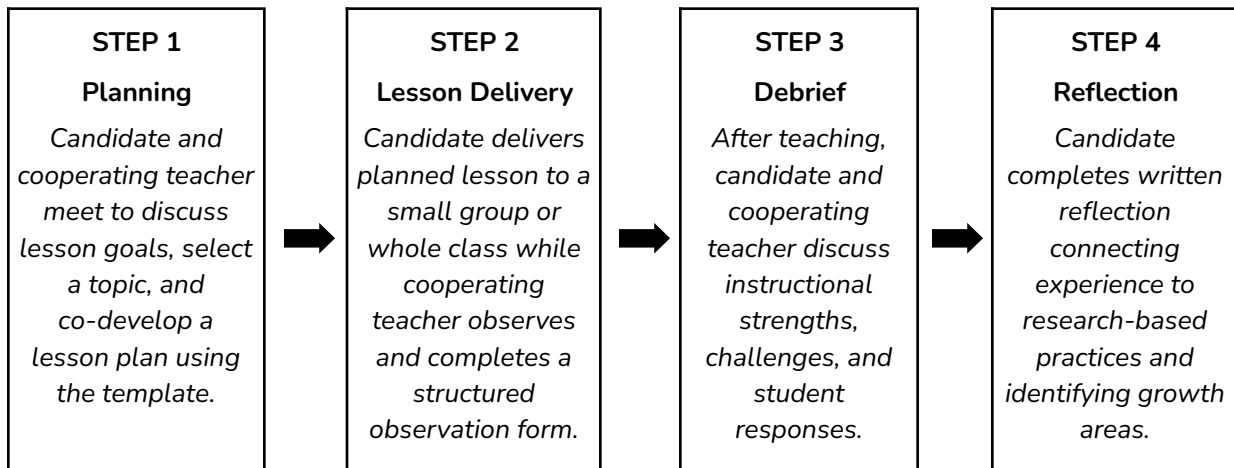 STEP 1
Planning
Candidate and
cooperating teacher
meet to discuss
lesson goals, select
a topic, and
co-develop a
lesson plan using
the template.
STEP 2
Lesson Delivery
Candidate delivers
planned lesson to a
small group or
whole class while
cooperating
teacher observes
and completes a
structured
observation form.
STEP 3
Debrief
After teaching,
candidate and
cooperating
teacher discuss
instructional
strengths,
challenges, and
student
responses.
STEP 4
Reflection
Candidate
completes written
reflection
connecting
experience to
research-based
practices and
identifying growth
areas.